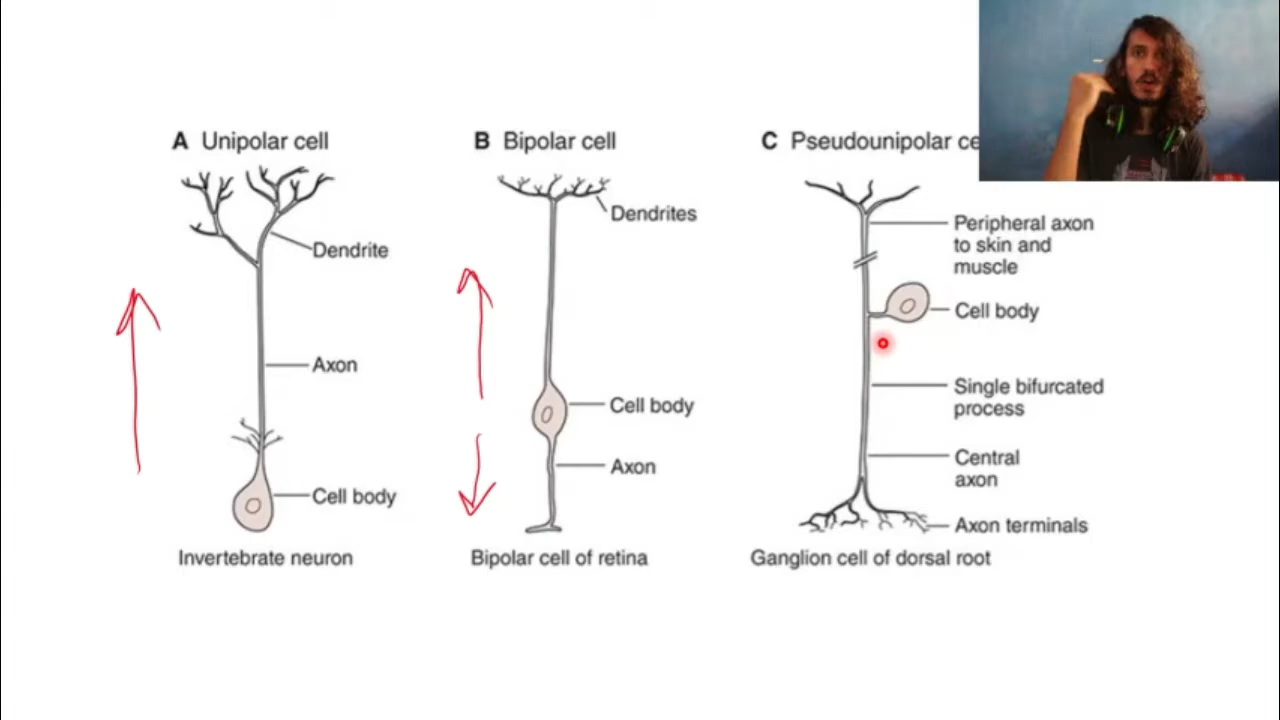 A Unipolar cell
Dendrite
Axon
Cell body
Invertebrate neuron
B Bipolar cell
Dendrites
Cell body
Axon
Bipolar cell of retina
C Pseudounipolar ce
Peripheral axon
to skin and
muscle
Cell body
Single bifurcated
process
Central
axon
Axon terminals
Ganglion cell of dorsal root